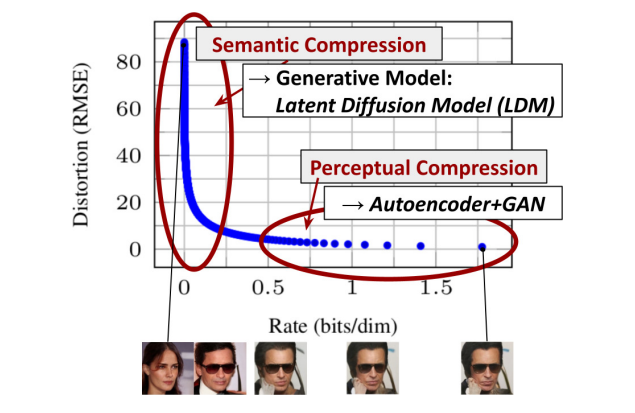 Semantic Compression
→ Generative Model:
Latent Diffusion Model (LDM)
Perceptual Compression
→ Autoencoder+GAN
Distortion (RMSE)
80
60
40
20
0
0
0.5
1
1.5
Rate (bits/dim)